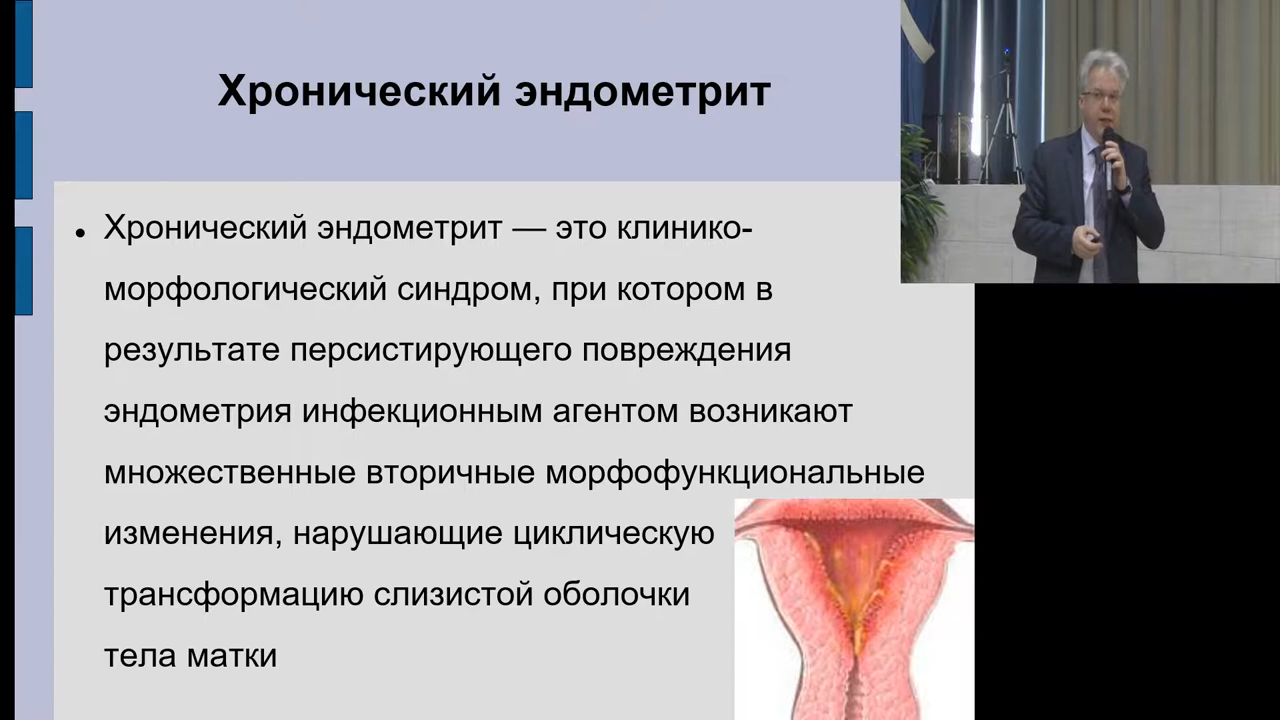 Хронический эндометрит
• Хронический эндометрит — это клинико-
морфологический синдром, при котором в
результате персистирующего повреждения
эндометрия инфекционным агентом возникают
множественные вторичные морфофункциональные
изменения, нарушающие циклическую
трансформацию слизистой оболочки
тела матки